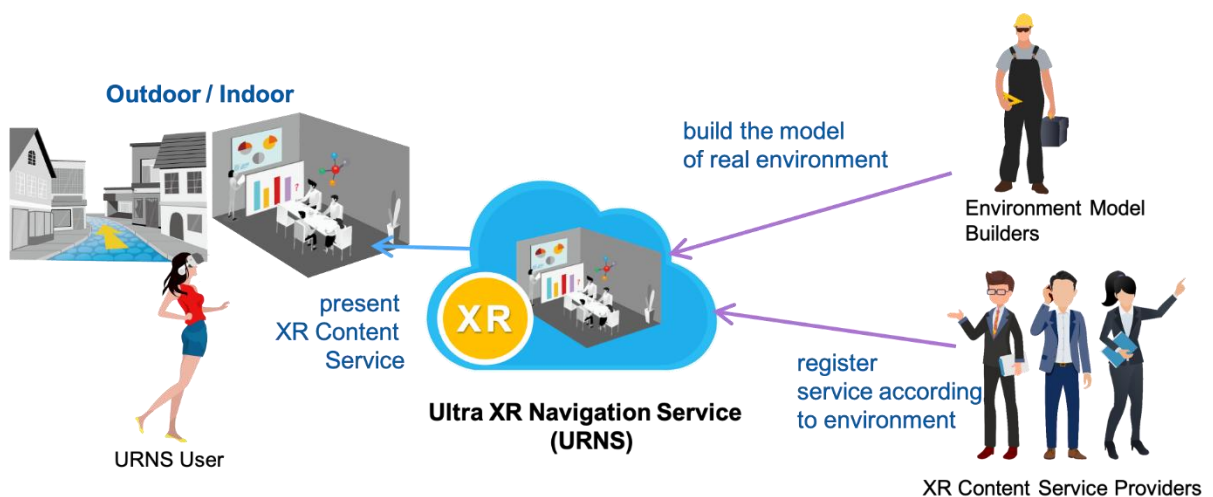 Outdoor / Indoor
build the model
of real environment
Environment Model
Builders
present
XR Content
Service
XR
register
service according
to environment
Ultra XR Navigation Service
(URNS)
URNS User
XR Content Service Providers